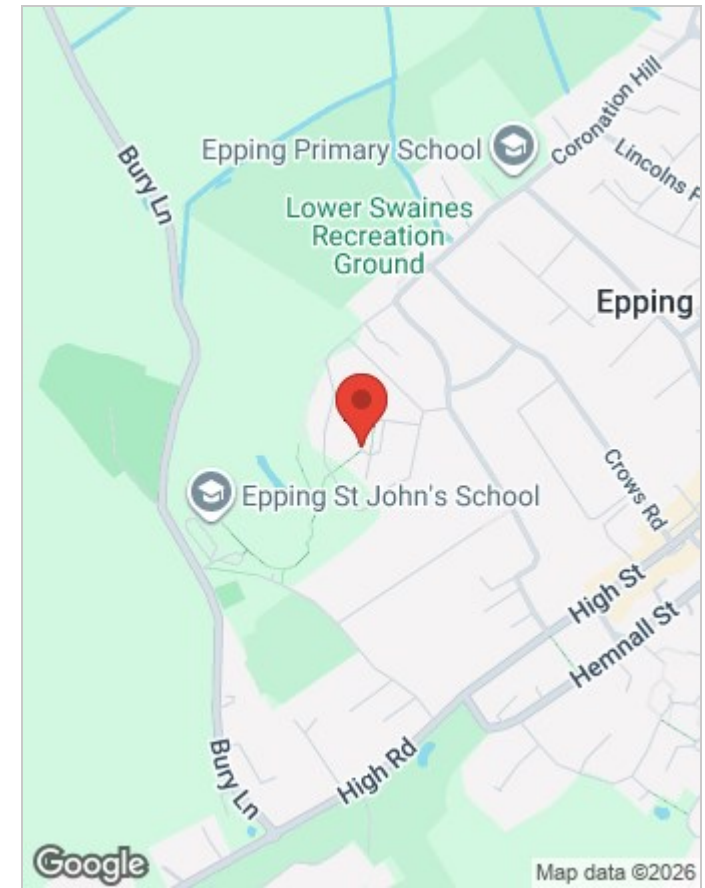 Coronation Hill
Bury Ln
Epping Primary School
Lincolns F
Lower Swaines
Recreation
Ground
Epping
Crows Rd
Epping St John's School
High St
Hemnall St
Bury Ln
High Rd
Google
Map data ©2026